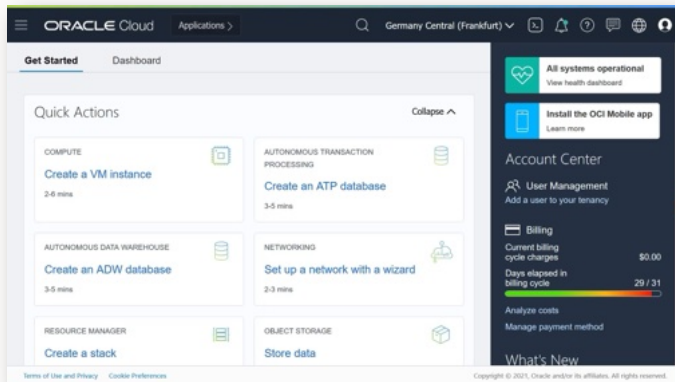 ORACLE Cloud
Applications
Germany Central (Frankfurt)
Get Started
Dashboard
Quick Actions
Collapse
COMPUTE
Create a VM instance
2-6 mins
AUTONOMOUS TRANSACTION
PROCESSING
Create an ATP database
3-5 mins
AUTONOMOUS DATA WAREHOUSE
Create an ADW database
3-5 mins
NETWORKING
Set up a network with a wizard
2-3 mins
RESOURCE MANAGER
Create a stack
OBJECT STORAGE
Store data
All systems operational
View health dashboard
Install the OCI Mobile app
Learn more
Account Center
User Management
Add a user to your tenancy
Billing
Current billing
cycle charges
$0.00
Days elapsed in
billing cycle
29 / 31
Analyze costs
Manage payment method
What's New
Terms of Use and Privacy
Cookie Preferences
Copyright © 2021, Oracle and/or its affiliates. All rights reserved.